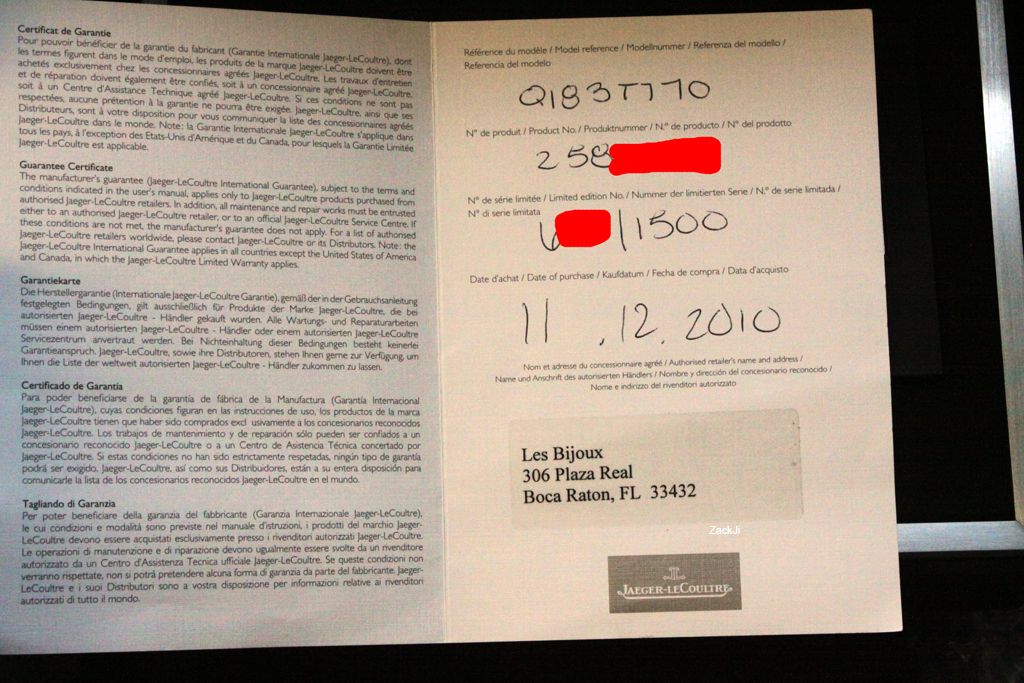 Certificat de Garantie
Pour pouvoir bénéficier de la garantie du fabricant (Garantie Internationale Jaeger-LeCoultre), dont
les termes figurent dans le mode d'emploi, les produits de la marque Jaeger-LeCoultre doivent être
achetés exclusivement chez les concessionnaires agréés Jaeger-LeCoultre. Les travaux d'entretien
et de réparation doivent également être confiés, soit à un concessionnaire agréé Jaeger-LeCoultre,
soit à un Centre d'Assistance Technique agréé Jaeger-LeCoultre. Si ces conditions ne sont pas
respectées, aucune prétention à la garantie ne pourra être exigée. Jaeger-LeCoultre, ainsi que ses
Distributeurs, sont à votre disposition pour vous communiquer la liste des concessionnaires agréés
Jaeger-LeCoultre dans le monde. Note: la Garantie Internationale Jaeger-LeCoultre s'applique dans
tous les pays, à l'exception des Etats-Unis d'Amérique et du Canada, pour lesquels la Garantie Limitée
Jaeger-LeCoultre est applicable.
Guarantee Certificate
The manufacturer's guarantee (Jaeger-LeCoultre International Guarantee), subject to the terms and
conditions indicated in the user's manual, applies only to Jaeger-LeCoultre products purchased from
authorised Jaeger-LeCoultre retailers. In addition, all maintenance and repair works must be entrusted
either to an authorised Jaeger-LeCoultre retailer, or to an official Jaeger-LeCoultre Service Centre. If
these conditions are not met, the manufacturer's guarantee does not apply. For a list of authorised
Jaeger-LeCoultre retailers worldwide, please contact Jaeger-LeCoultre or its Distributors. Note: the
Jaeger-LeCoultre International Guarantee applies in all countries except the United States of America
and Canada, in which the Jaeger-LeCoultre Limited Warranty applies.
Garantiekarte
Die Herstellergarantie (Internationale Jaeger-LeCoultre Garantie), gemäß der in der Gebrauchsanleitung
festgelegten Bedingungen, gilt ausschließlich für Produkte der Marke Jaeger-LeCoultre, die bei
autorisierten Jaeger-LeCoultre - Händler gekauft wurden. Alle Wartungs- und Reparaturarbeiten
müssen einem autorisierten Jaeger-LeCoultre - Händler oder einem autorisierten Jaeger-LeCoultre
Servicezentrum anvertraut werden. Bei Nichteinhaltung dieser Bedingungen besteht keinerlei
Garantieanspruch. Jaeger-LeCoultre, sowie ihre Distributoren, stehen Ihnen gerne zur Verfügung, um
Ihnen die Liste der weltweit autorisierten Jaeger-LeCoultre - Händler zukommen zu lassen.
Certificado de Garantía
Para poder beneficiarse de la garantía de fábrica de la Manufactura (Garantía Internacional
Jaeger-LeCoultre), cuyas condiciones figuran en las instrucciones de uso, los productos de la marca
Jaeger-LeCoultre tienen que haber sido comprados excl usivamente a los concesionarios reconocidos
Jaeger-LeCoultre. Los trabajos de mantenimiento y de reparación sólo pueden ser confiados a un
concesionario reconocido Jaeger-LeCoultre o a un Centro de Asistencia Técnica concertado por
Jaeger-LeCoultre. Si estas condiciones no han sido estrictamente respetadas, ningún tipo de garantía
podrá ser exigido. Jaeger-LeCoultre, así como sus Distribuidores, están a su entera disposición para
comunicarle la lista de los concesionarios reconocidos Jaeger-LeCoultre en el mundo.
Tagliando di Garanzia
Per poter beneficiare della garanzia del fabbricante (Garanzia Internazionale Jaeger-LeCoultre),
le cui condizioni e modalità sono previste nel manuale d'istruzioni, i prodotti del marchio Jaeger-
LeCoultre devono essere acquistati esclusivamente presso i rivenditori autorizzati Jaeger-LeCoultre.
Le operazioni di manutenzione e di riparazione devono ugualmente essere svolte da un rivenditore
autorizzato da un Centro d'Assistenza Tecnica ufficiale Jaeger-LeCoultre. Se queste condizioni non
verranno rispettate, non si potrà pretendere alcuna forma di garanzia da parte del fabbricante. Jaeger-
LeCoultre e i suoi Distributori sono a vostra disposizione per informazioni relative ai rivenditori
autorizzati di tutto il mondo.
Référence du modèle / Model reference / Modellnummer / Referenza del modello /
Referencia del modelo
Q183T770
N° de produit / Product No. / Produktnummer / N.° de producto / N° del prodotto
258
N° de série limitée / Limited edition No. / Nummer der limitierten Serie / N.° de serie limitada /
N° di serie limitata
6 /1500
Date d'achat / Date of purchase / Kaufdatum / Fecha de compra / Data d'acquisto
11 . 12. 2010
Nom et adresse du concessionnaire agréé / Authorised retailer's name and address /
Name und Anschrift des autorisierten Händlers / Nombre y dirección del concesionario reconocido /
Nome e indirizzo del rivenditori autorizzato
Les Bijoux
306 Plaza Real
Boca Raton, FL 33432
ZackJi
JAEGER-LECOULTRE